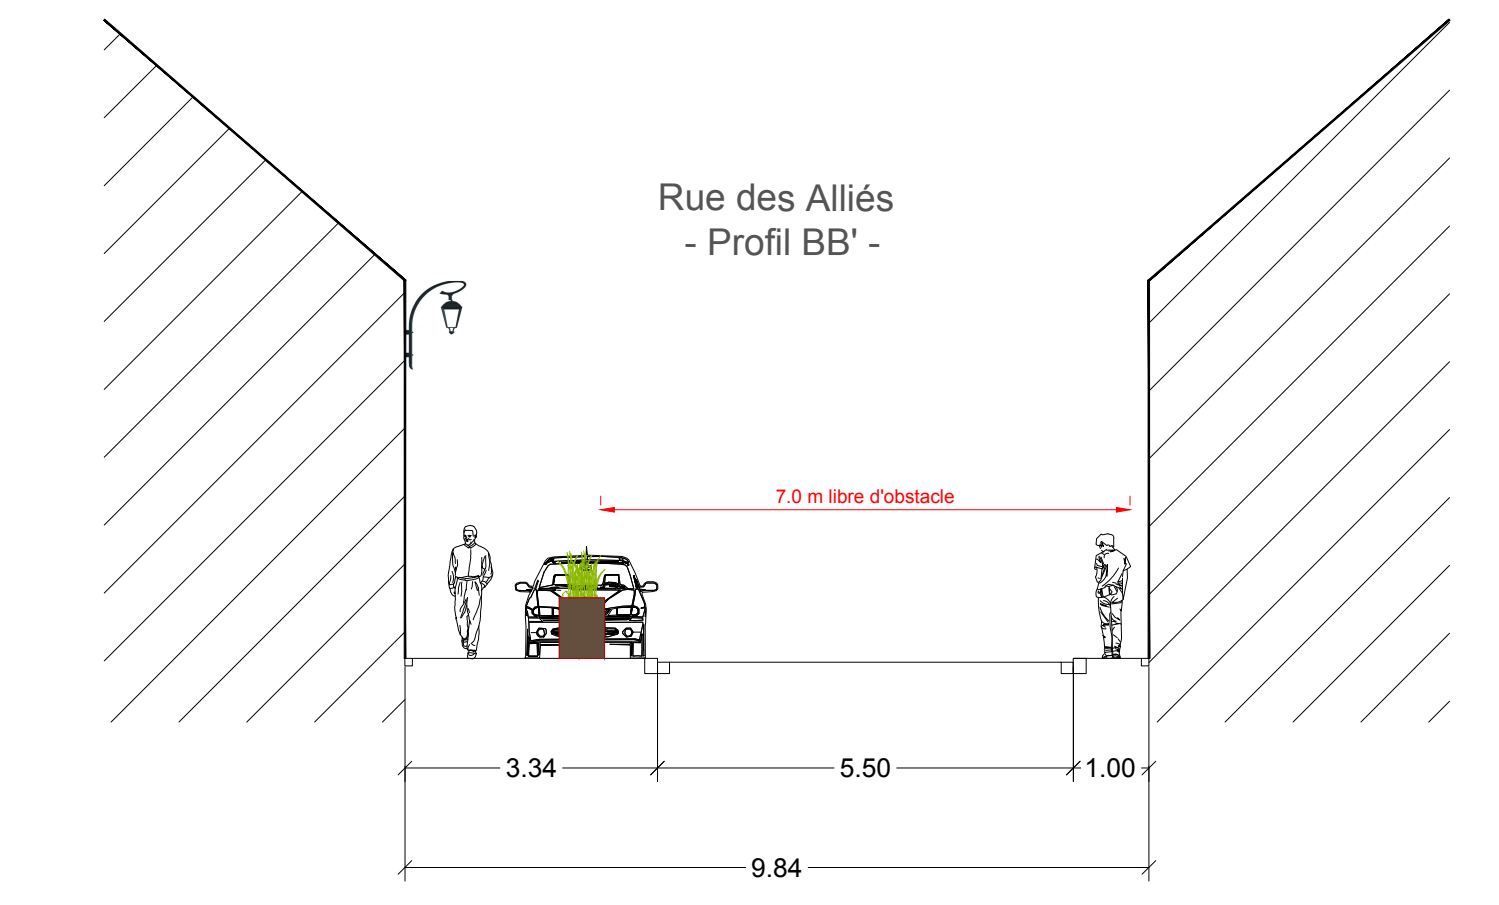 Rue des Alliés
- Profil BB' -
7.0 m libre d'obstacle
3.34
5.50
1.00
9.84